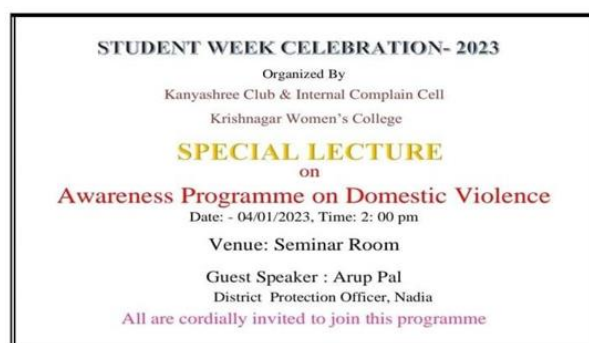 STUDENT WEEK CELEBRATION- 2023
Organized By
Kanyashree Club & Internal Complain Cell
Krishnagar Women's College
SPECIAL LECTURE
on
Awareness Programme on Domestic Violence
Date: - 04/01/2023, Time: 2: 00 pm
Venue: Seminar Room
Guest Speaker : Arup Pal
District Protection Officer, Nadia
All are cordially invited to join this programme